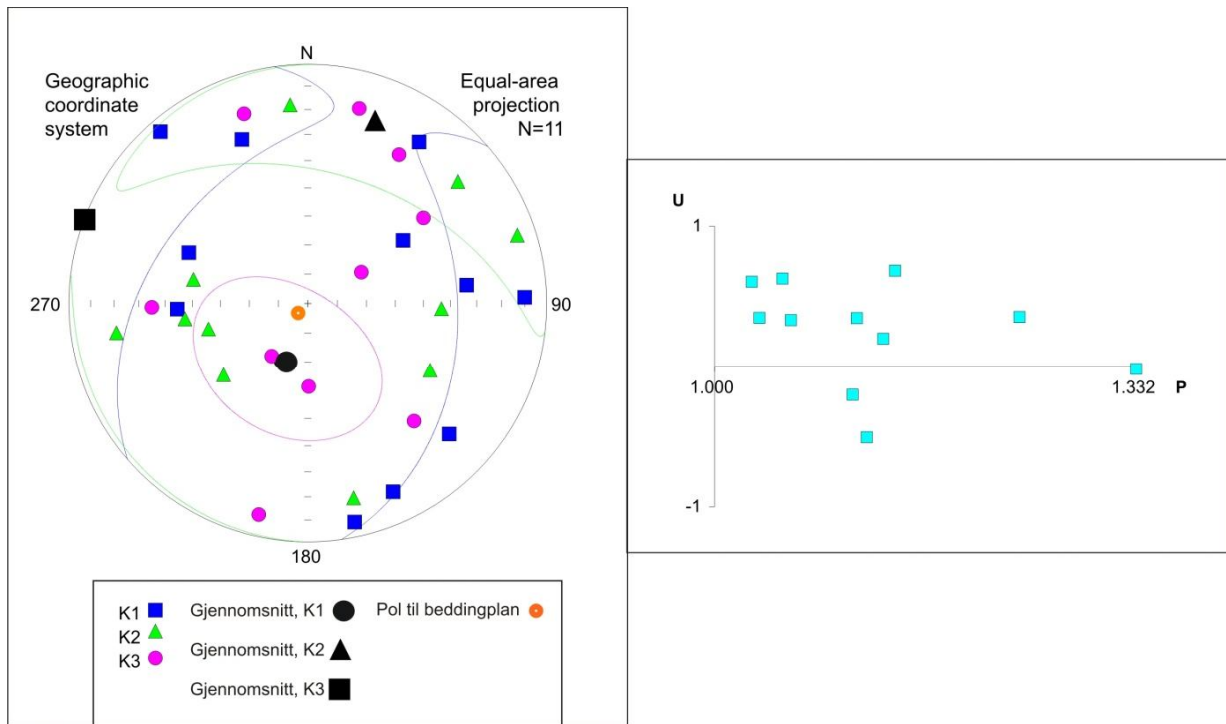 N
Geographic
coordinate
system
Equal-area
projection
N=11
270
90
180
K1
K2
K3
Gjennomsnitt, K1
Gjennomsnitt, K2
Gjennomsnitt, K3
Pol til beddingplan
U
1
1.000
1.332
P
-1